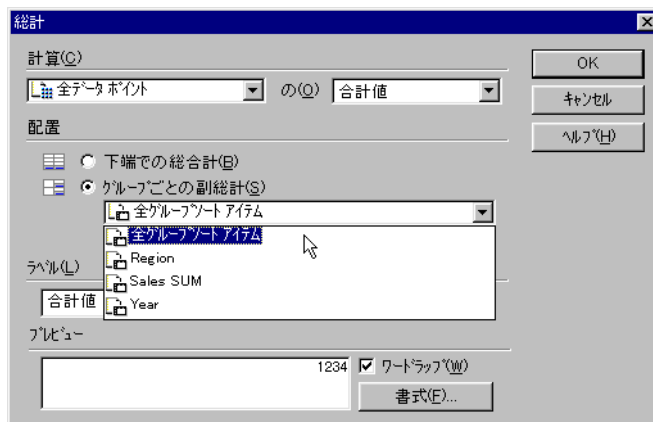 総計
計算(C)
OK
全データ ポイント の(O) 合計値
キャンセル
配置
ヘルプ(H)
下端での総合計(B)
グループごとの副総計(S)
全グループソート アイテム
全グループソート アイテム
Region
ラベル(L)
Sales SUM
合計値
Year
プレビュー
1234
ワードラップ(W)
書式(F)...